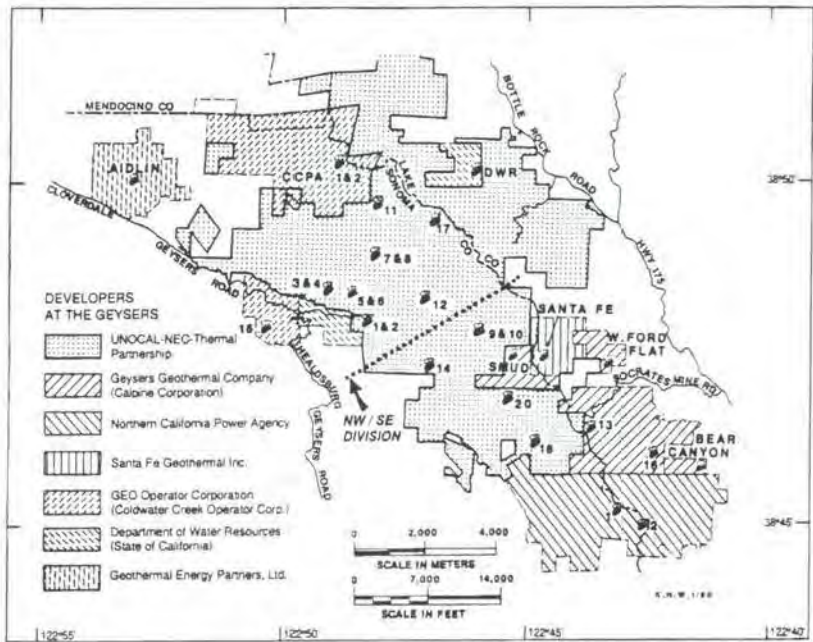 MENDOCINO CO
AIDLIN
CCPA
1 & 2
LAKE
SONOMA
CO
CO
DWR
BOTTLE
ROCK
ROAD
HWY 175
38°50
11
17
7 & 8
3 & 4
5 & 6
12
1 & 2
9 & 10
15
14
CLOVERDALE
GEYSERS
ROAD
HEALDSBURG
GEYSERS
ROAD
SANTA FE
W. FORD
FLAT
SMUD
SOCRATES MINE RD
20
13
18
16
BEAR
CANYON
NW / SE
DIVISION
38°45
DEVELOPERS
AT THE GEYSERS
UNOCAL-NEC-Thermal
Partnership
Geysers Geothermal Company
(Calpine Corporation)
Northern California Power Agency
Santa Fe Geothermal Inc.
GEO Operator Corporation
(Coldwater Creek Operator Corp.)
Department of Water Resources
(State of California)
Geothermal Energy Partners, Ltd.
0 2,000 4,000
SCALE IN METERS
0 7,000 14,000
SCALE IN FEET
122°55
122°50
122°45
122°40